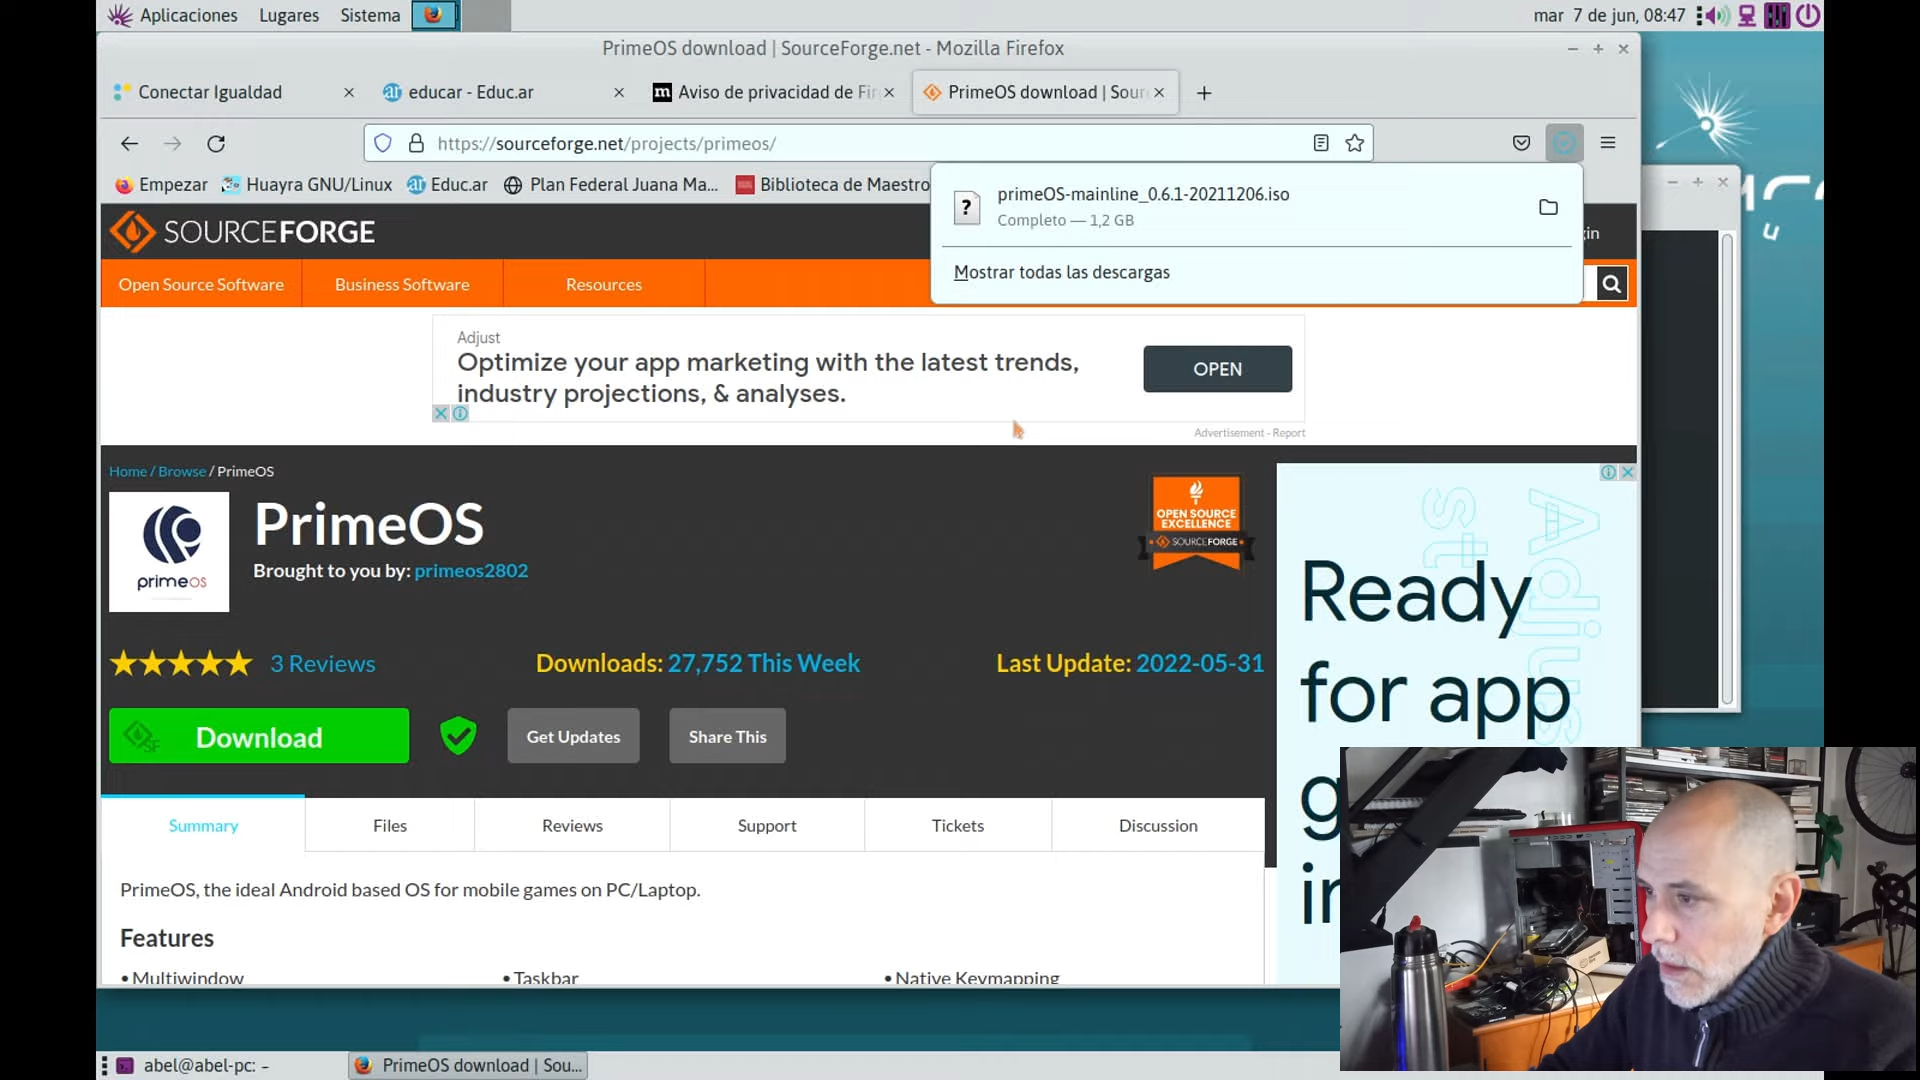 Aplicaciones Lugares Sistema
mar 7 de jun, 08:47
PrimeOS download | SourceForge.net - Mozilla Firefox
Conectar Igualdad
educar - Educ.ar
Aviso de privacidad de Fir
PrimeOS download | Sour
https://sourceforge.net/projects/primeos/
Empezar
Huayra GNU/Linux
Educ.ar
Plan Federal Juana Ma...
Biblioteca de Maestro
primeOS-mainline_0.6.1-20211206.iso
Completo — 1,2 GB
Mostrar todas las descargas
SOURCEFORGE
in
Open Source Software
Business Software
Resources
Adjust
Optimize your app marketing with the latest trends,
industry projections, & analyses.
OPEN
Advertisement - Report
Home / Browse / PrimeOS
primeos
PrimeOS
Brought to you by: primeos2802
OPEN SOURCE
EXCELLENCE
SOURCEFORGE
3 Reviews
Downloads: 27,752 This Week
Last Update: 2022-05-31
SF
Download
Get Updates
Share This
Summary
Files
Reviews
Support
Tickets
Discussion
PrimeOS, the ideal Android based OS for mobile games on PC/Laptop.
Features
• Multiwindow
• Taskbar
• Native Keymapping
Adjust
st
Ready
for app
g
in
abel@abel-pc: ~
PrimeOS download | Sou...